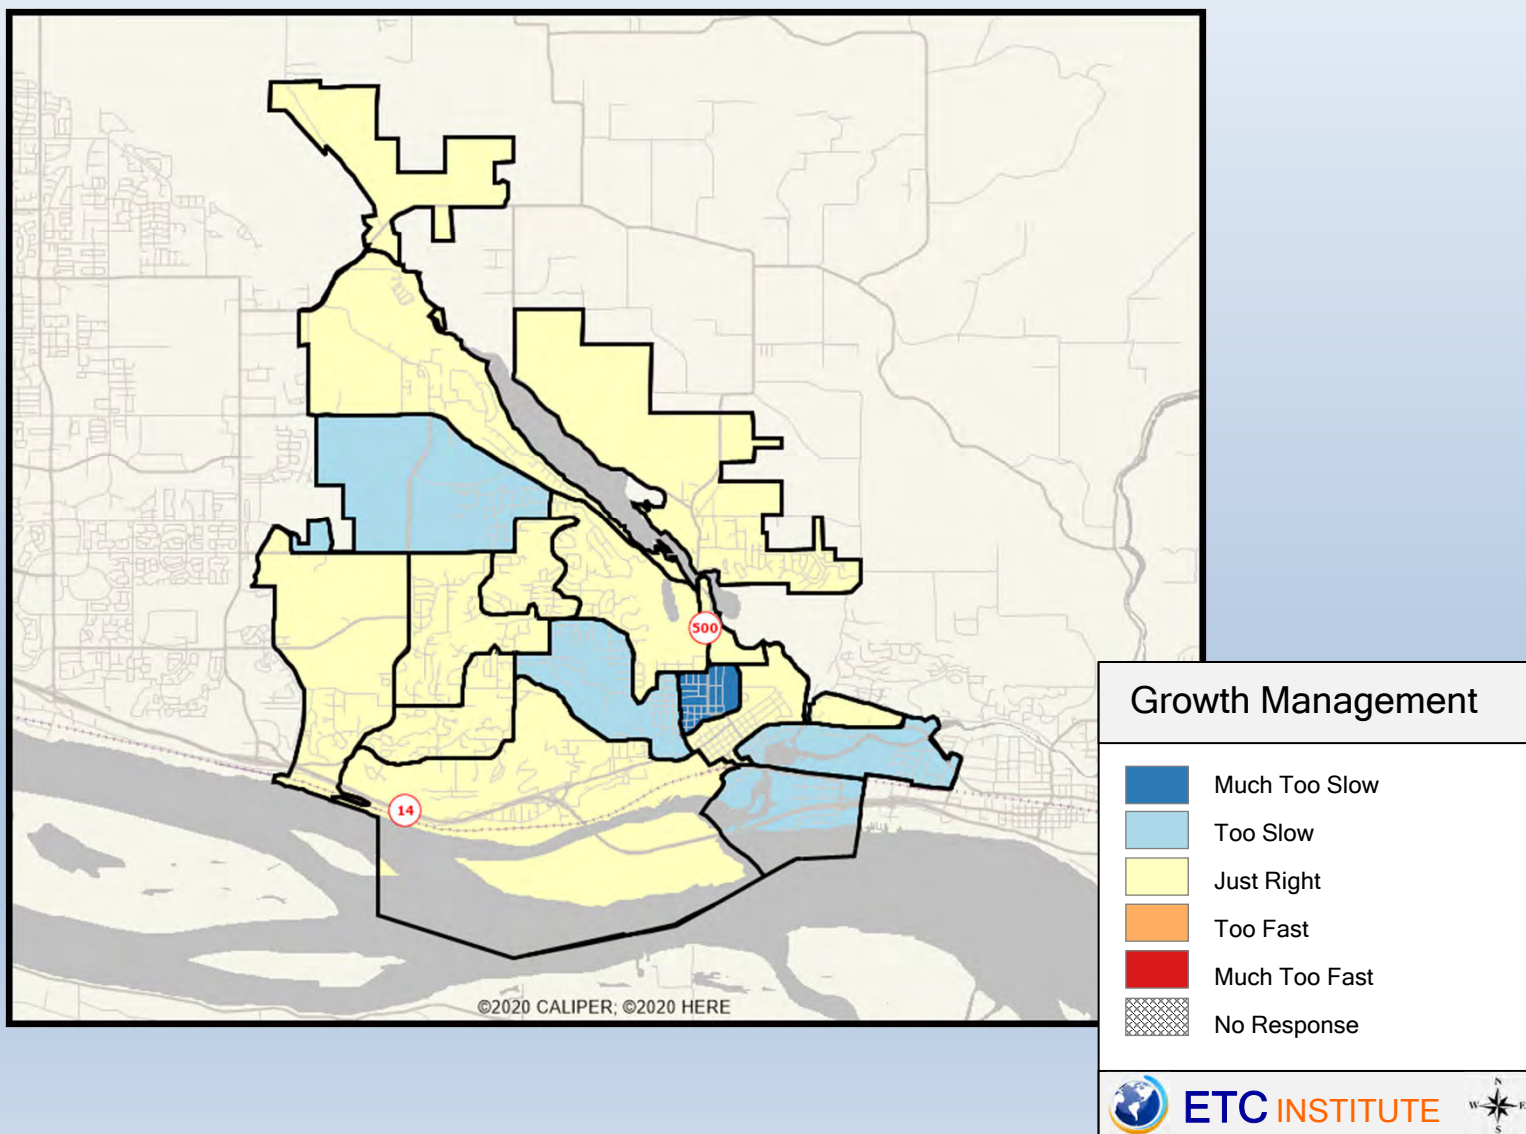 500
14
©2020 CALIPER; ©2020 HERE
Growth Management
Much Too Slow
Too Slow
Just Right
Too Fast
Much Too Fast
No Response
ETC INSTITUTE
N
W E
S